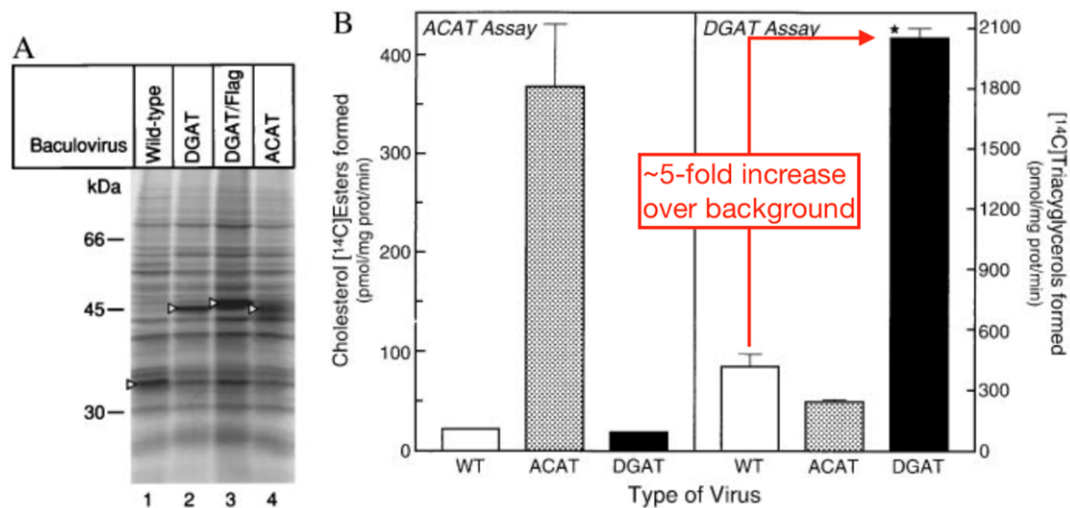 A
Baculovirus
Wild-type
DGAT
DGAT/Flag
ACAT
kDa
66
45
30
1 2 3 4
B
ACAT Assay
DGAT Assay
Cholesterol [¹⁴C]Esters formed
(pmol/mg prot/min)
400
300
200
100
0
*
~5-fold increase
over background
2100
1800
1500
1200
900
600
300
0
[¹⁴C]Triacyglycerols formed
(pmol/mg prot/min)
WT ACAT DGAT WT ACAT DGAT
Type of Virus